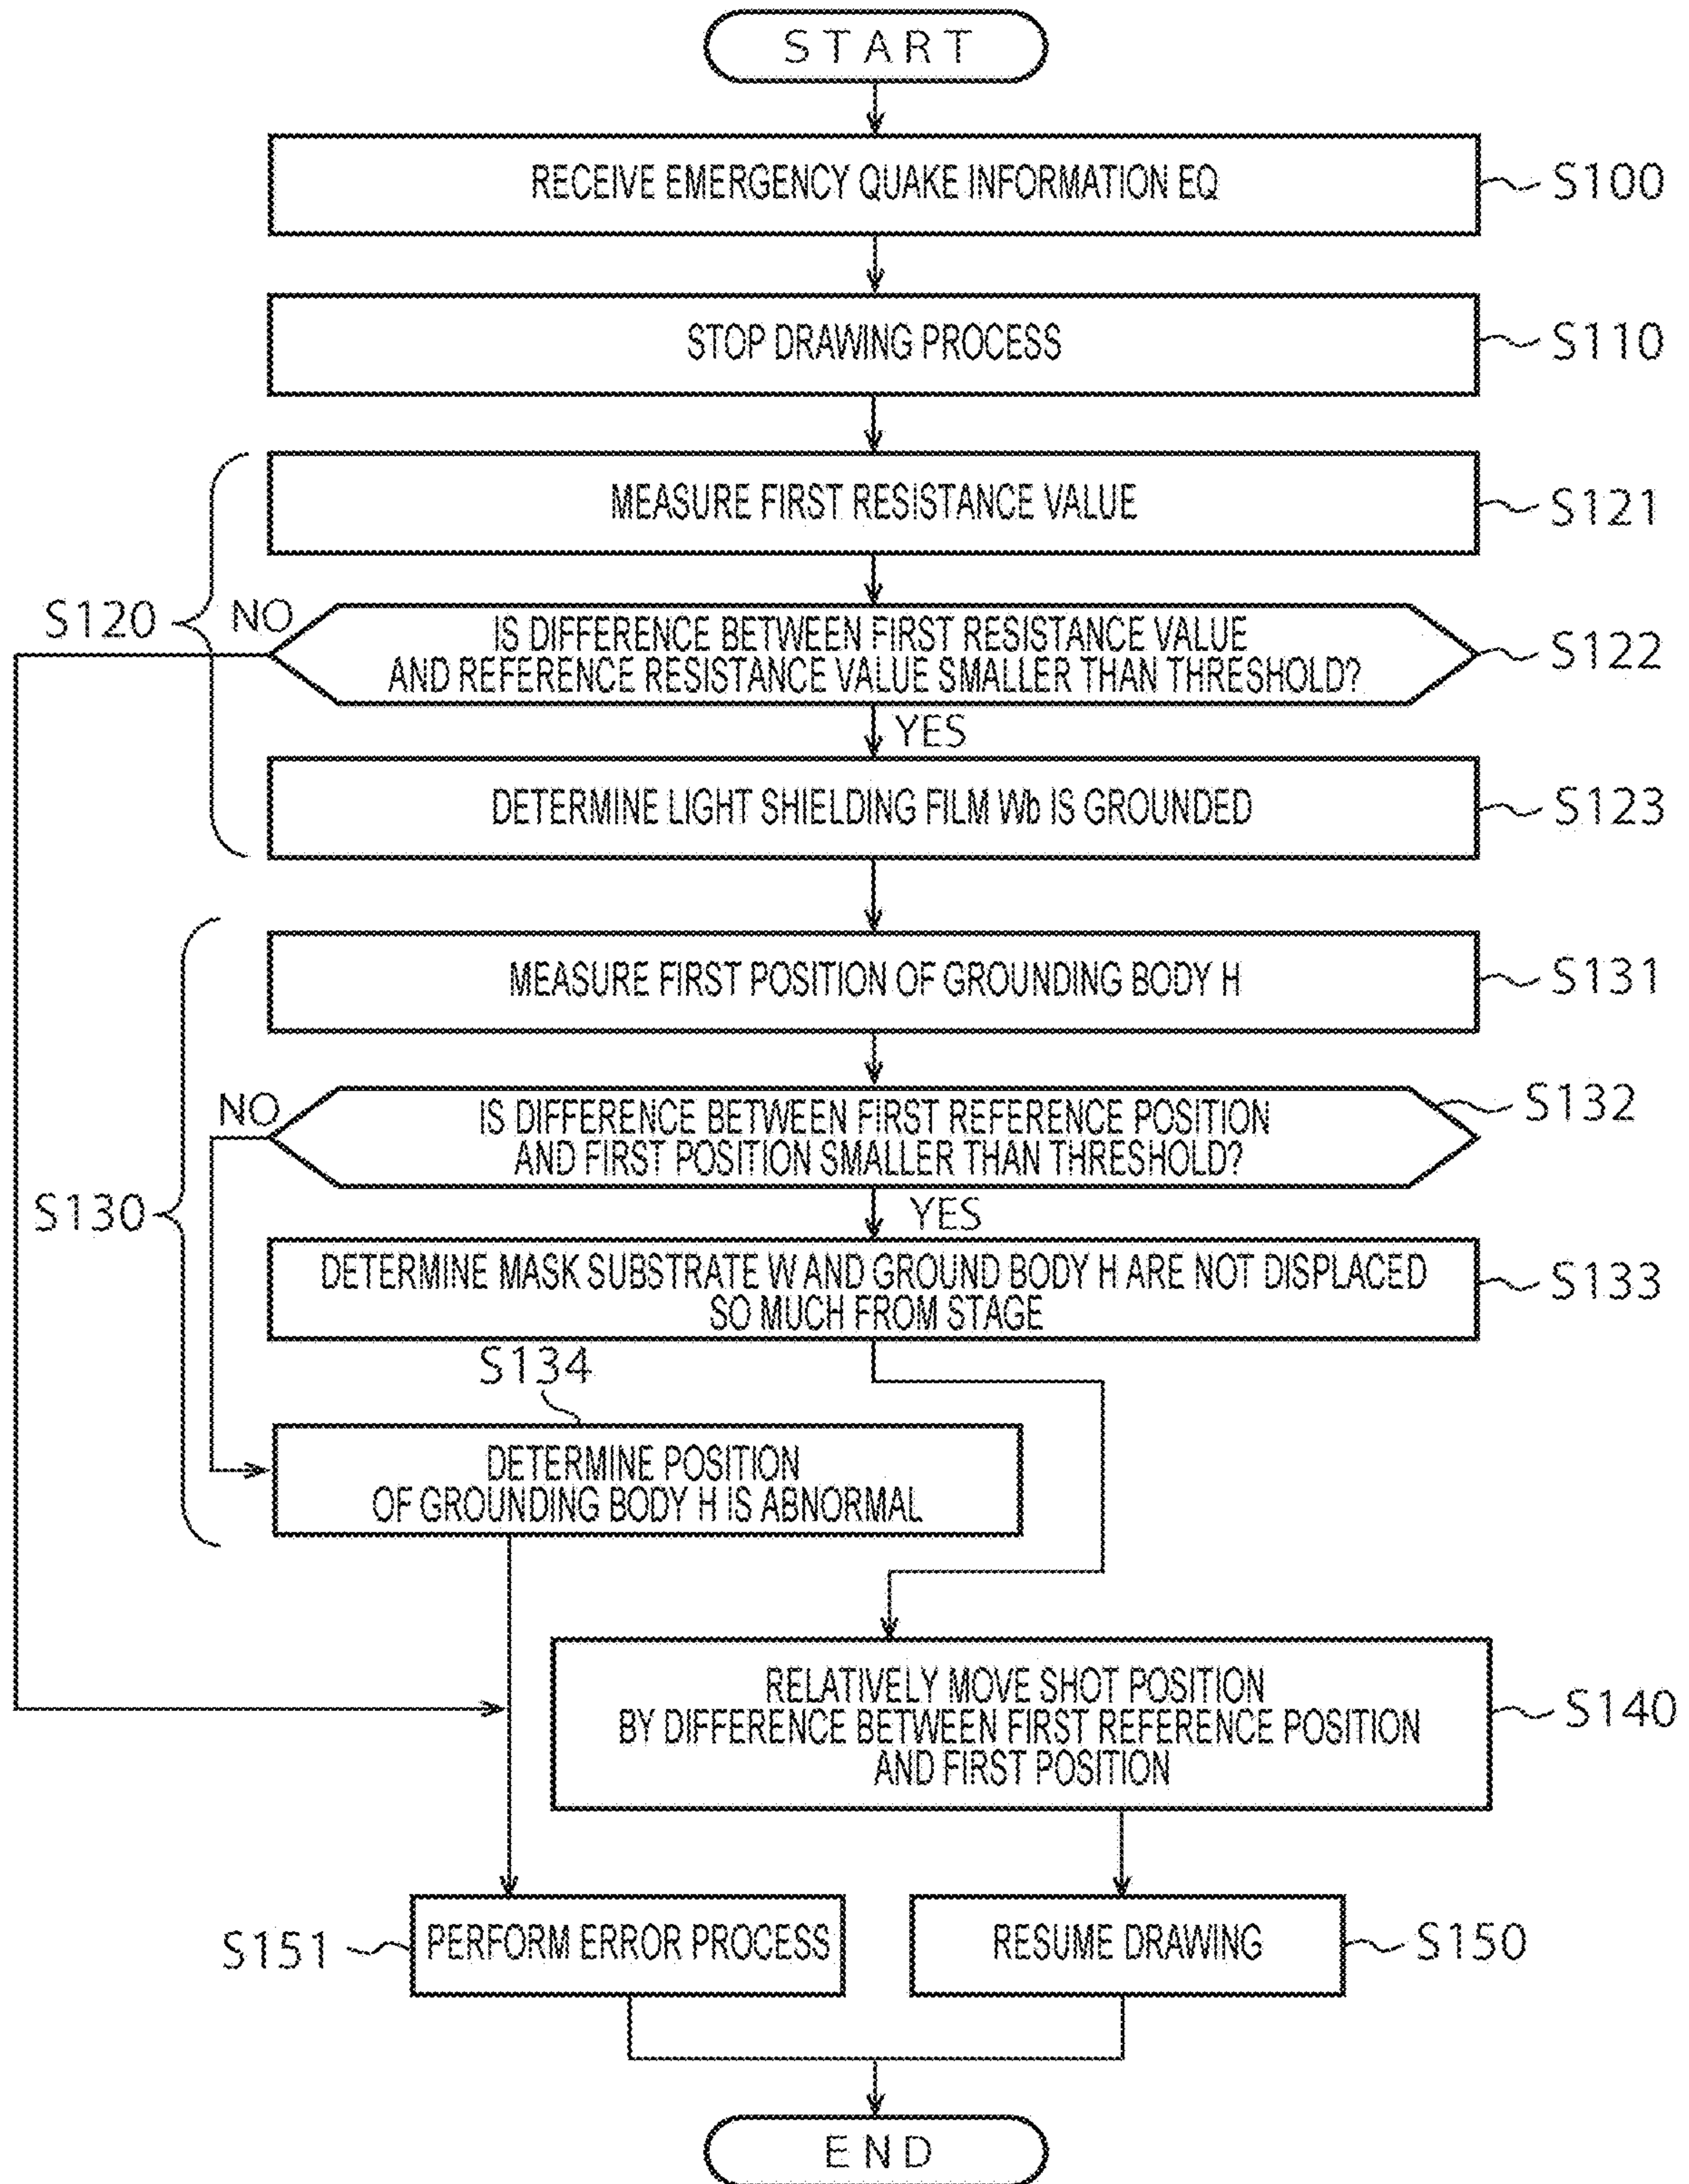 START
RECEIVE EMERGENCY QUAKE INFORMATION EQ
S100
STOP DRAWING PROCESS
S110
MEASURE FIRST RESISTANCE VALUE
S121
S120
NO
IS DIFFERENCE BETWEEN FIRST RESISTANCE VALUE
AND REFERENCE RESISTANCE VALUE SMALLER THAN THRESHOLD?
S122
YES
DETERMINE LIGHT SHIELDING FILM Wb IS GROUNDED
S123
MEASURE FIRST POSITION OF GROUNDING BODY H
S131
NO
IS DIFFERENCE BETWEEN FIRST REFERENCE POSITION
AND FIRST POSITION SMALLER THAN THRESHOLD?
S132
S130
YES
DETERMINE MASK SUBSTRATE W AND GROUND BODY H ARE NOT DISPLACED
SO MUCH FROM STAGE
S133
S134
DETERMINE POSITION
OF GROUNDING BODY H IS ABNORMAL
RELATIVELY MOVE SHOT POSITION
BY DIFFERENCE BETWEEN FIRST REFERENCE POSITION
AND FIRST POSITION
S140
S151
PERFORM ERROR PROCESS
RESUME DRAWING
S150
END